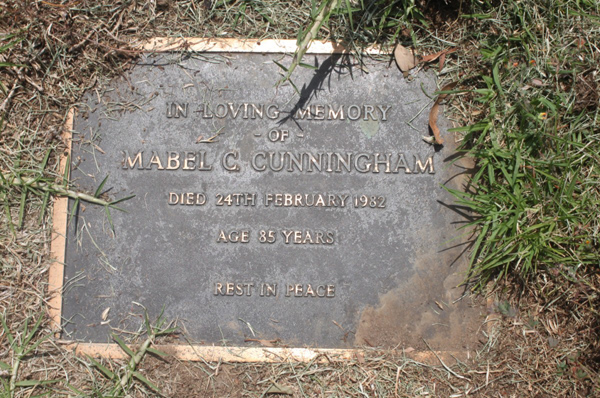 IN LOVING MEMORY
- OF -
MABEL C. CUNNINGHAM
DIED 24TH FEBRUARY 1982
AGE 85 YEARS
REST IN PEACE